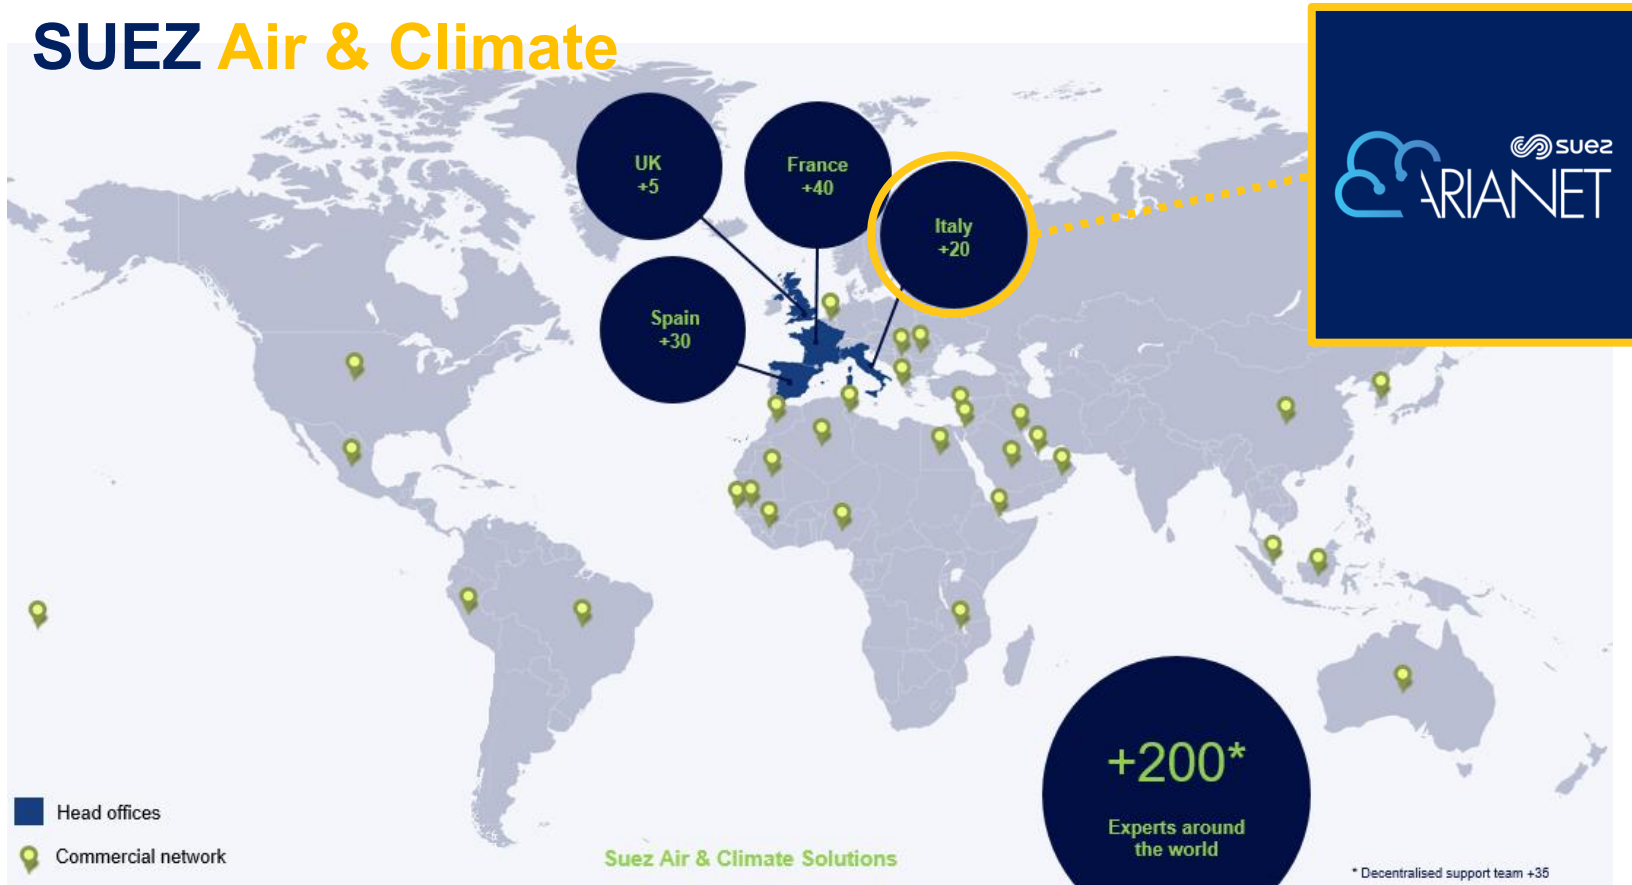 SUEZ Air & Climate
suez
ARIANET
UK
+5
France
+40
Italy
+20
Spain
+30
+200*
Experts around
the world
Head offices
Commercial network
Suez Air & Climate Solutions
* Decentralised support team +35